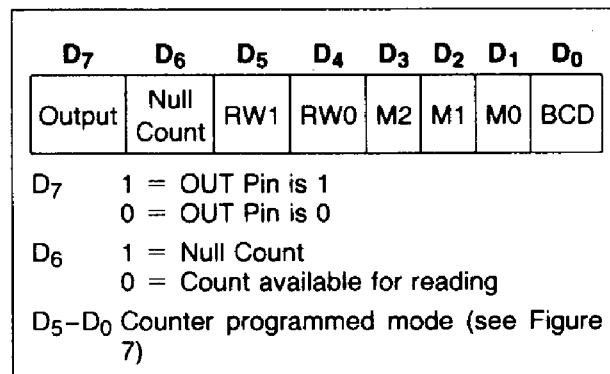 D7 D6 D5 D4 D3 D2 D1 D0
Output Null Count RW1 RW0 M2 M1 M0 BCD
D7 1 = OUT Pin is 1
0 = OUT Pin is 0
D6 1 = Null Count
0 = Count available for reading
D5–D0 Counter programmed mode (see Figure
7)